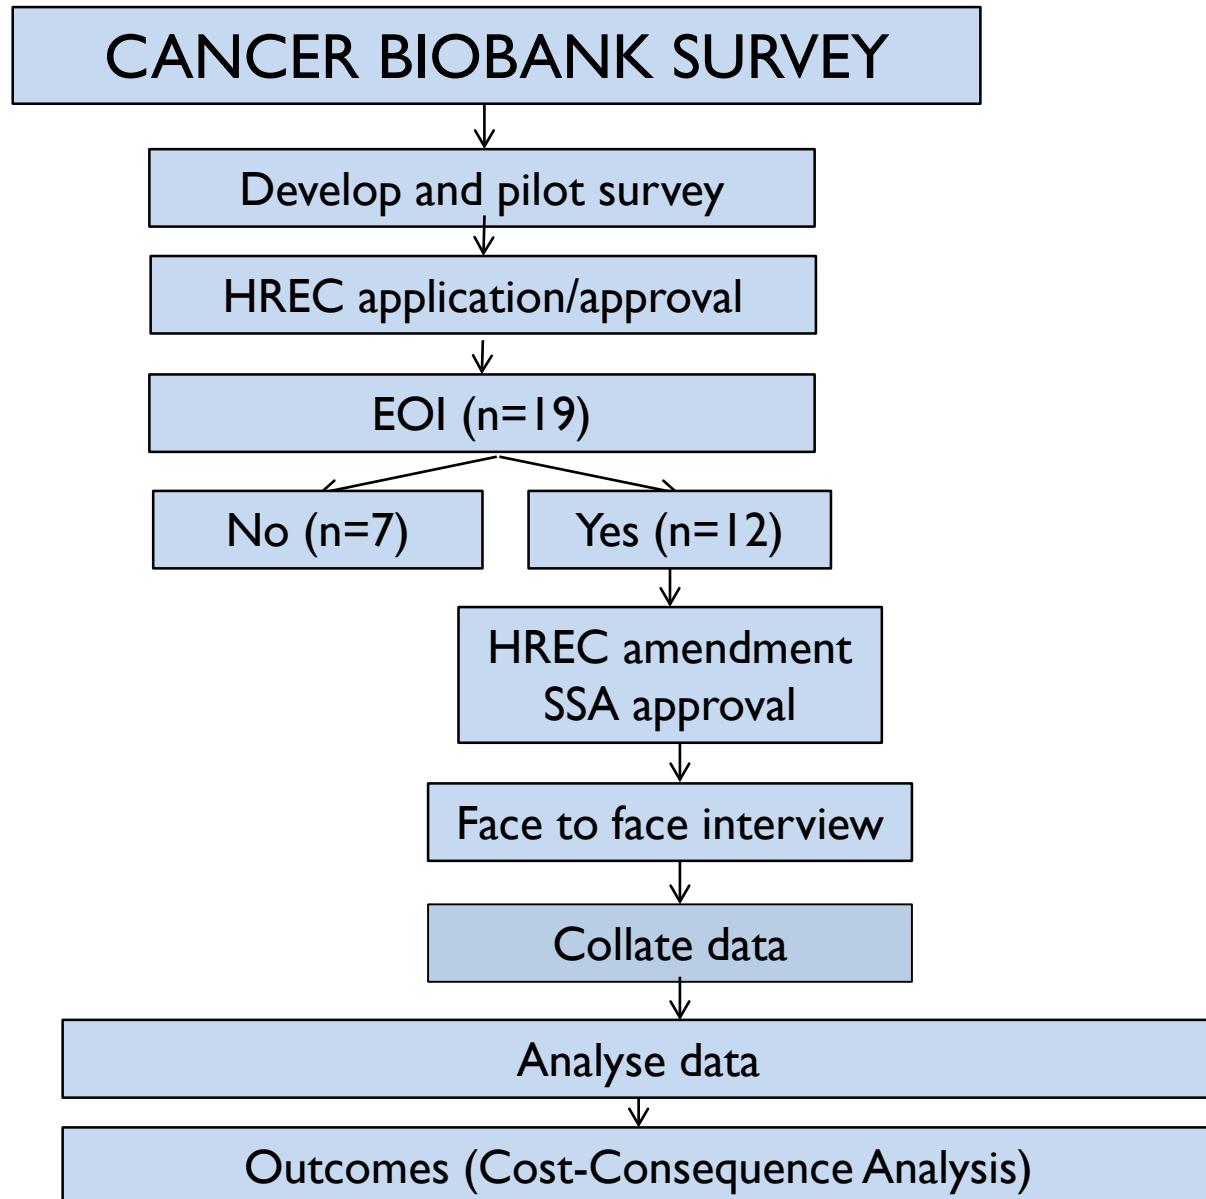 CANCER BIOBANK SURVEY
Develop and pilot survey
HREC application/approval
EOI (n=19)
No (n=7)
Yes (n=12)
HREC amendment
SSA approval
Face to face interview
Collate data
Analyse data
Outcomes (Cost-Consequence Analysis)